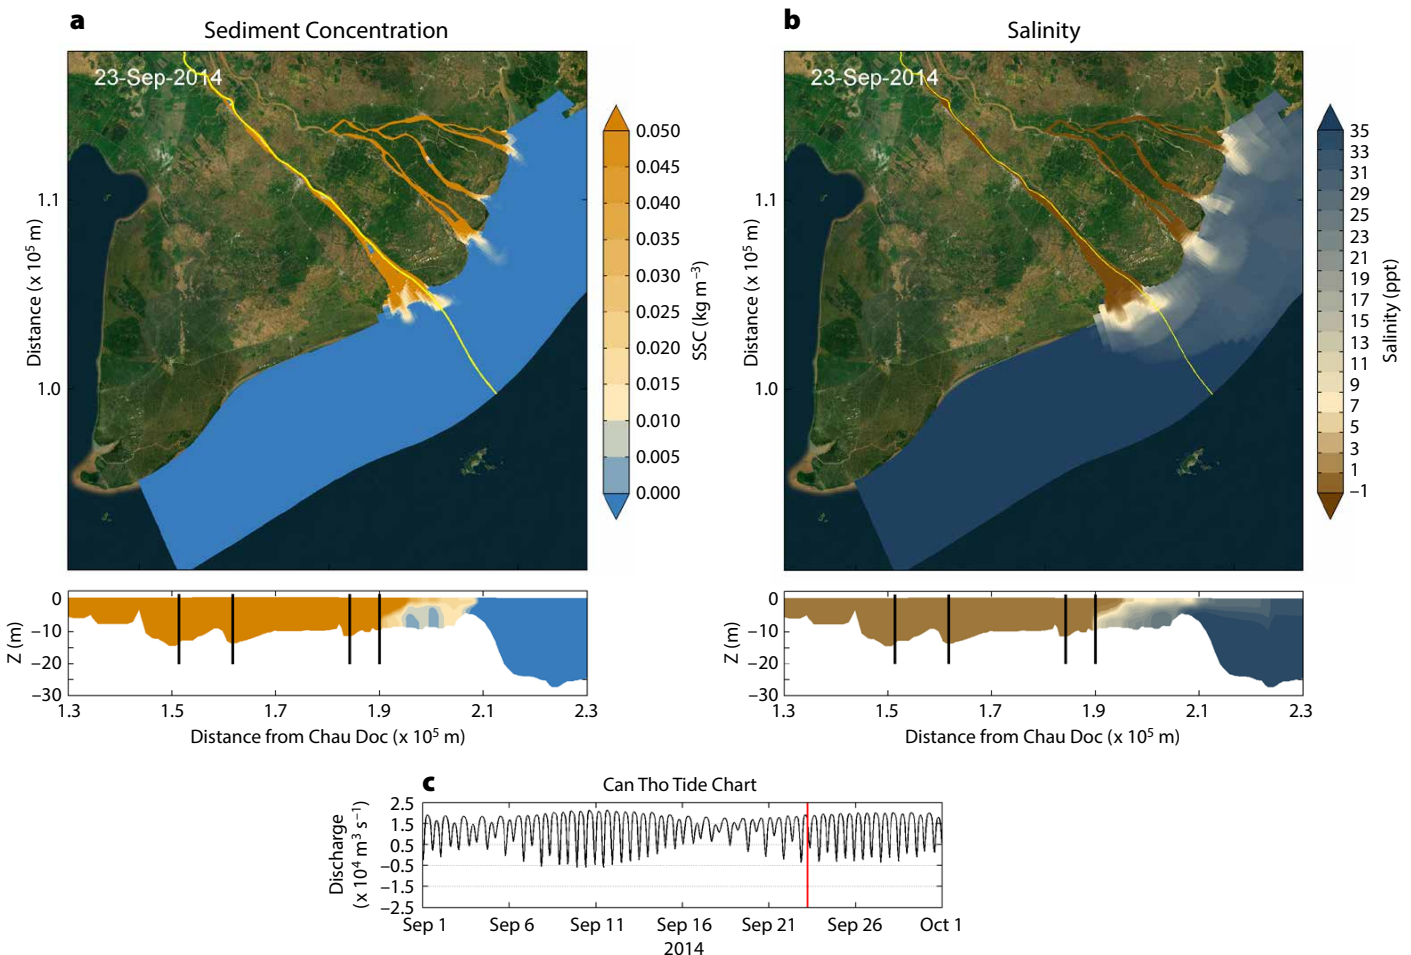 a
Sediment Concentration
23-Sep-2014
Distance (x 10⁵ m)
1.1
1.0
0.050
0.045
0.040
0.035
0.030
0.025
0.020
0.015
0.010
0.005
0.000
SSC (kg m⁻³)
Z (m)
0
−10
−20
−30
1.3 1.5 1.7 1.9 2.1 2.3
Distance from Chau Doc (x 10⁵ m)
b
Salinity
23-Sep-2014
Distance (x 10⁵ m)
1.1
1.0
35
33
31
29
25
23
21
19
17
15
13
11
9
7
5
3
1
−1
Salinity (ppt)
Z (m)
0
−10
−20
−30
1.3 1.5 1.7 1.9 2.1 2.3
Distance from Chau Doc (x 10⁵ m)
c
Can Tho Tide Chart
Discharge
(x 10⁴ m³ s⁻¹)
2.5
1.5
0.5
−0.5
−1.5
−2.5
Sep 1 Sep 6 Sep 11 Sep 16 Sep 21 Sep 26 Oct 1
2014